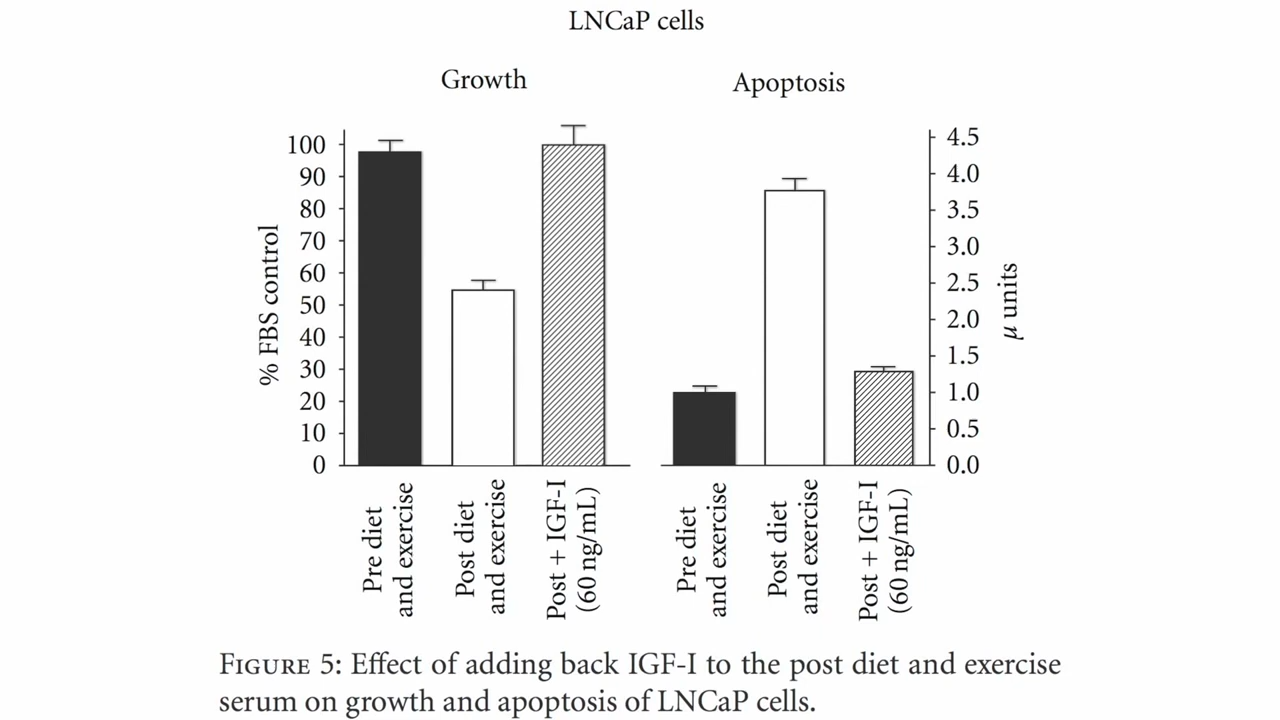 LNCaP cells
Growth
Apoptosis
% FBS control
100
90
80
70
60
50
40
30
20
10
0
Pre diet
and exercise
Post diet
and exercise
Post + IGF-I
(60 ng/mL)
4.5
4.0
3.5
3.0
2.5
2.0
1.5
1.0
0.5
0.0
μ units
Pre diet
and exercise
Post diet
and exercise
Post + IGF-I
(60 ng/mL)
FIGURE 5: Effect of adding back IGF-I to the post diet and exercise
serum on growth and apoptosis of LNCaP cells.